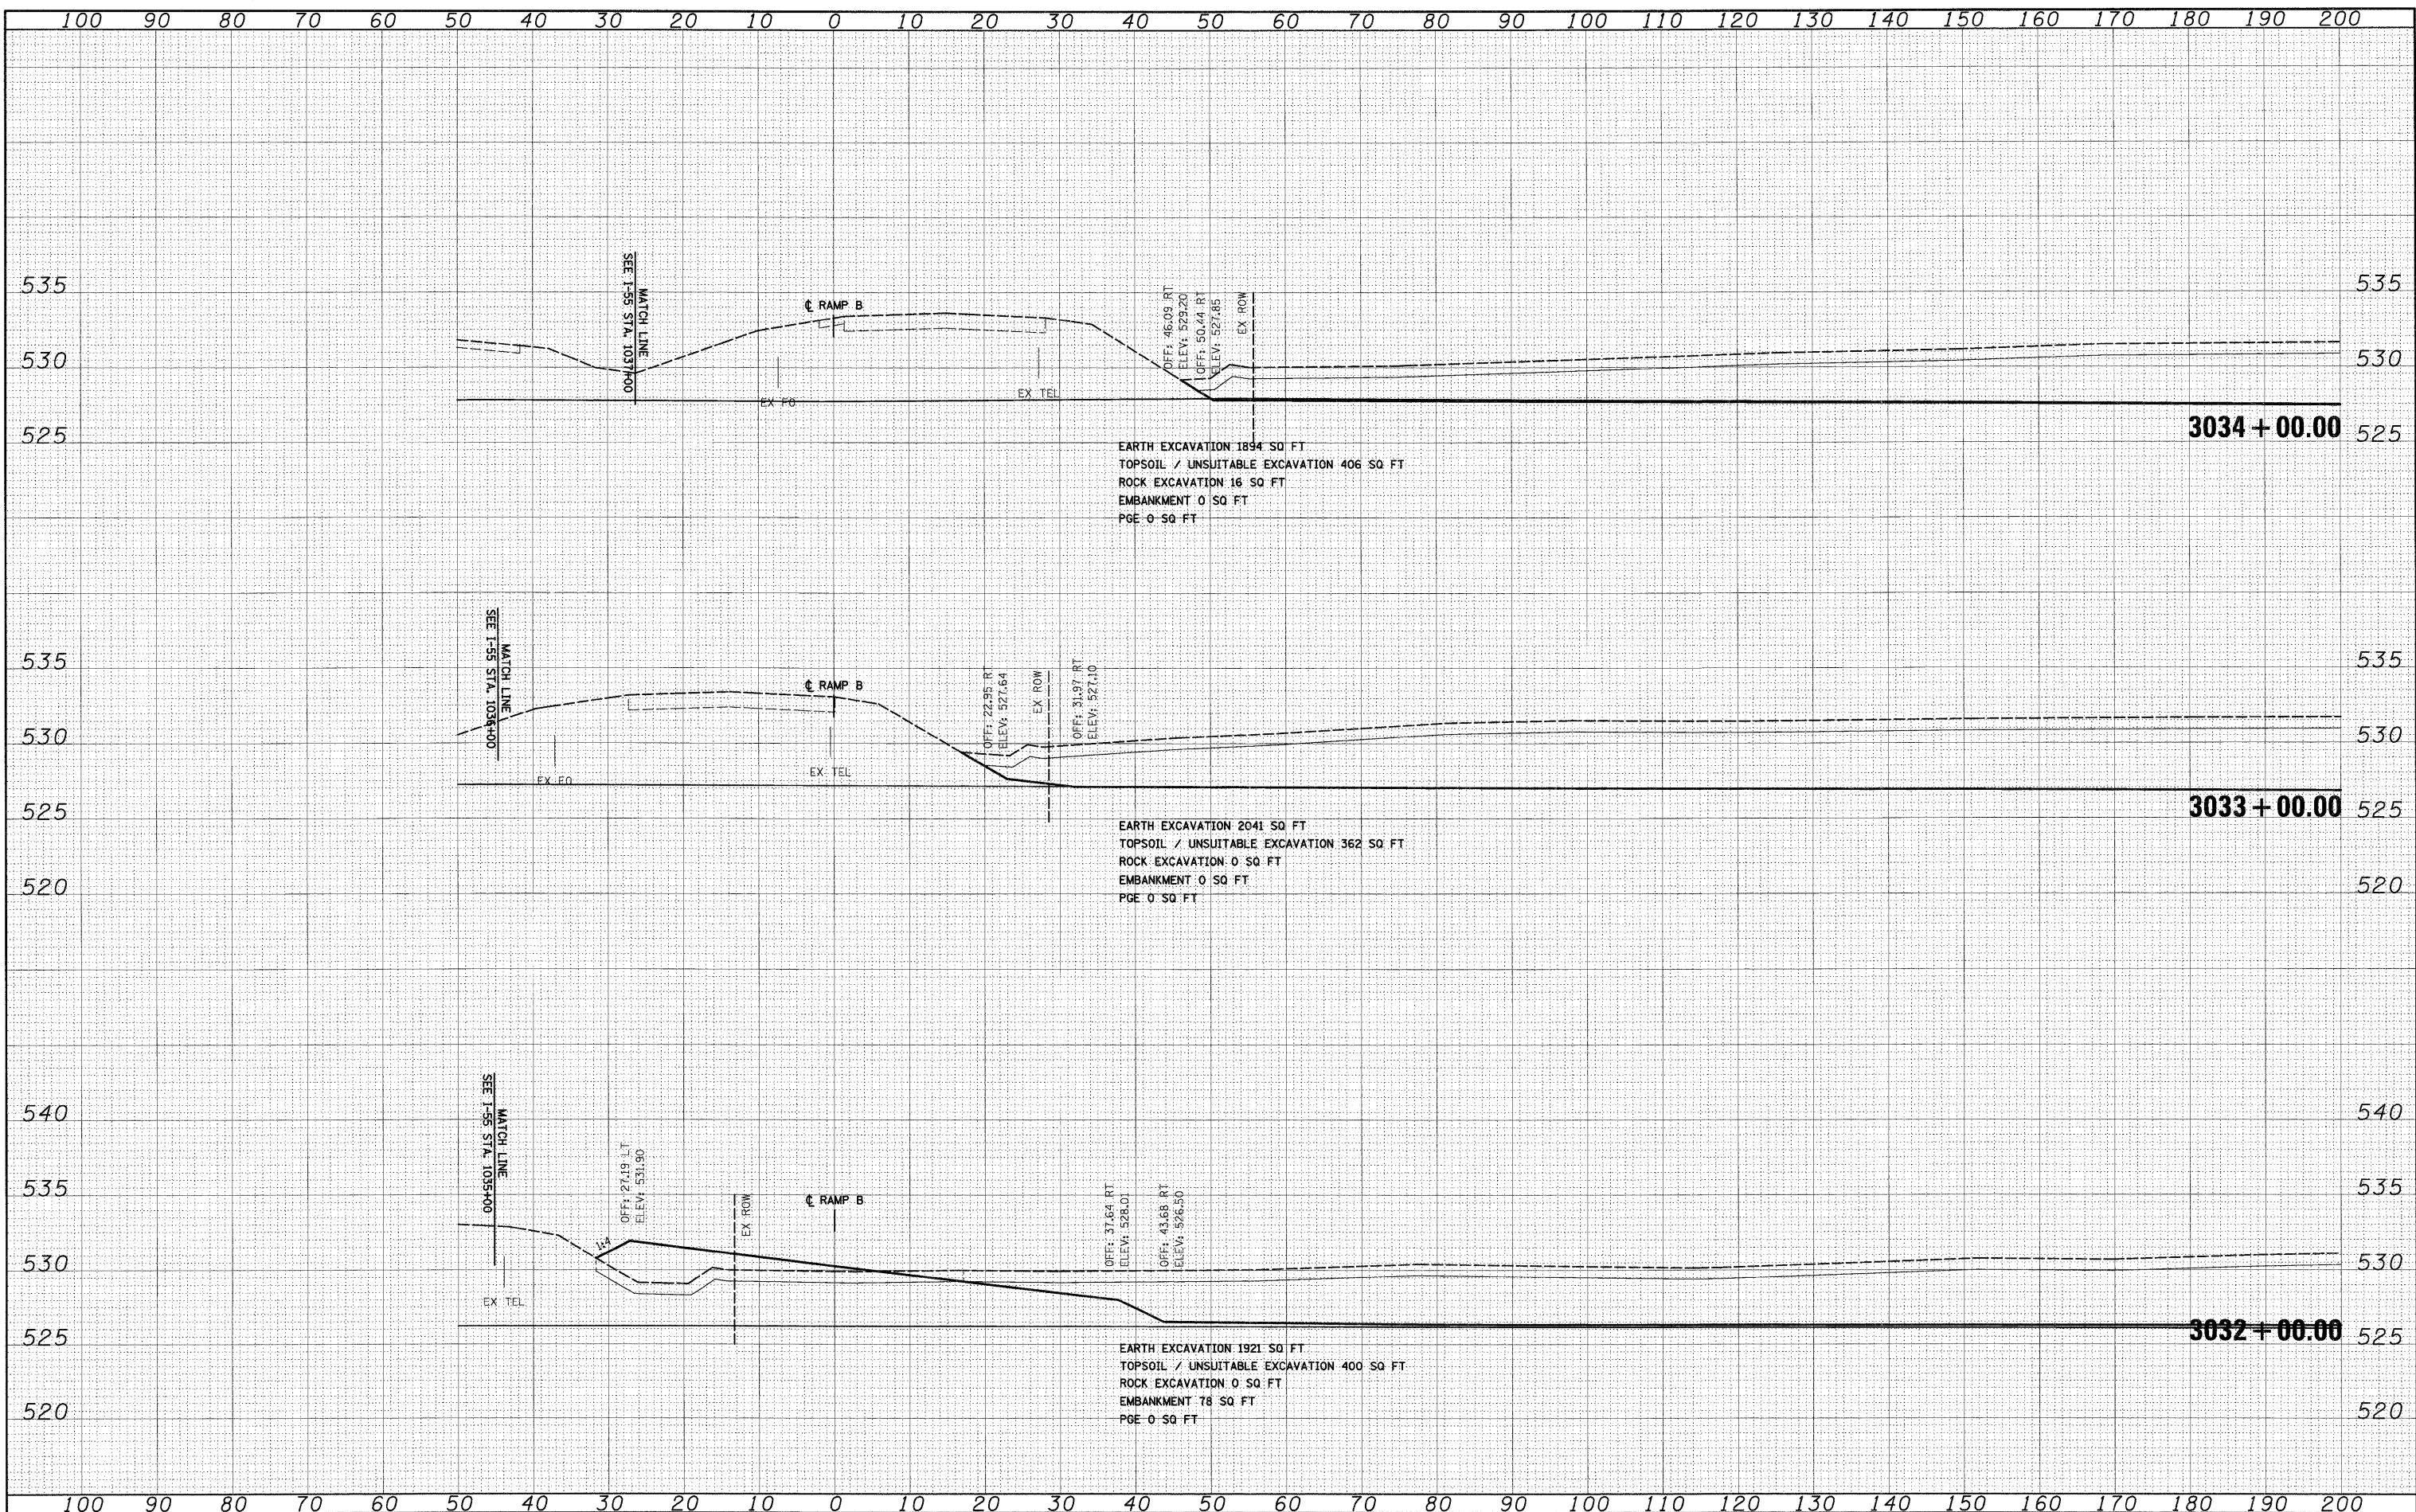 100 90 80 70 60 50 40 30 20 10 0 10 20 30 40 50 60 70 80 90 100 110 120 130 140 150 160 170 180 190 200
MATCH LINE
SEE I-55 STA. 1037+00
℄ RAMP B
OFF: 46.09 RT
ELEV: 529.20
OFF: 50.44 RT
ELEV: 527.85
EX ROW
535 535
530 530
EX FO
EX TEL
525 525
3034+00.00
EARTH EXCAVATION 1894 SQ FT
TOPSOIL / UNSUITABLE EXCAVATION 406 SQ FT
ROCK EXCAVATION 16 SQ FT
EMBANKMENT 0 SQ FT
PGE 0 SQ FT
MATCH LINE
SEE I-55 STA. 1036+00
℄ RAMP B
OFF: 22.95 RT
ELEV: 527.64
EX ROW
OFF: 31.97 RT
ELEV: 527.10
535 535
530 530
EX FO
EX TEL
525 525
3033+00.00
EARTH EXCAVATION 2041 SQ FT
TOPSOIL / UNSUITABLE EXCAVATION 362 SQ FT
ROCK EXCAVATION 0 SQ FT
EMBANKMENT 0 SQ FT
PGE 0 SQ FT
520 520
540 540
MATCH LINE
SEE I-55 STA. 1035+00
OFF: 27.19 LT
ELEV: 531.90
1:4
EX ROW
℄ RAMP B
OFF: 37.64 RT
ELEV: 528.01
OFF: 43.68 RT
ELEV: 526.50
535 535
530 530
EX TEL
525 525
3032+00.00
EARTH EXCAVATION 1921 SQ FT
TOPSOIL / UNSUITABLE EXCAVATION 400 SQ FT
ROCK EXCAVATION 0 SQ FT
EMBANKMENT 78 SQ FT
PGE 0 SQ FT
520 520
100 90 80 70 60 50 40 30 20 10 0 10 20 30 40 50 60 70 80 90 100 110 120 130 140 150 160 170 180 190 200